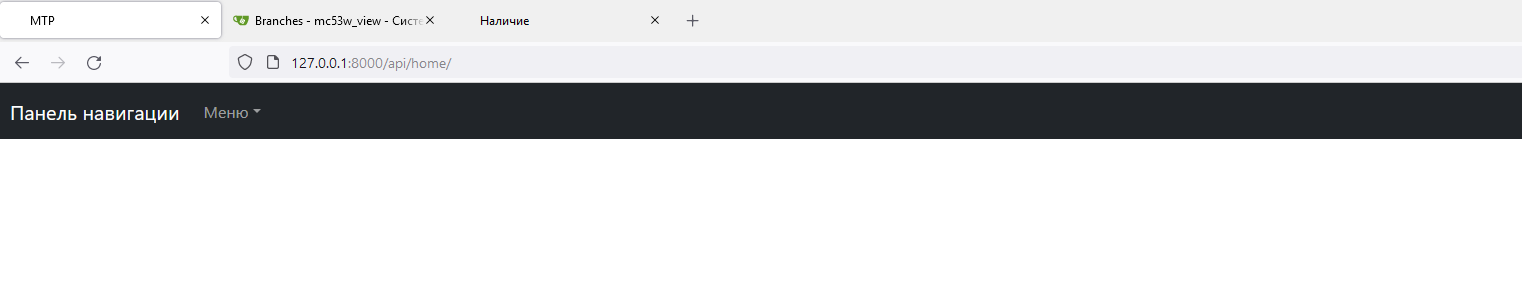 МТР
Branches - mc53w_view - Систе
Наличие
127.0.0.1:8000/api/home/
Панель навигации
Меню